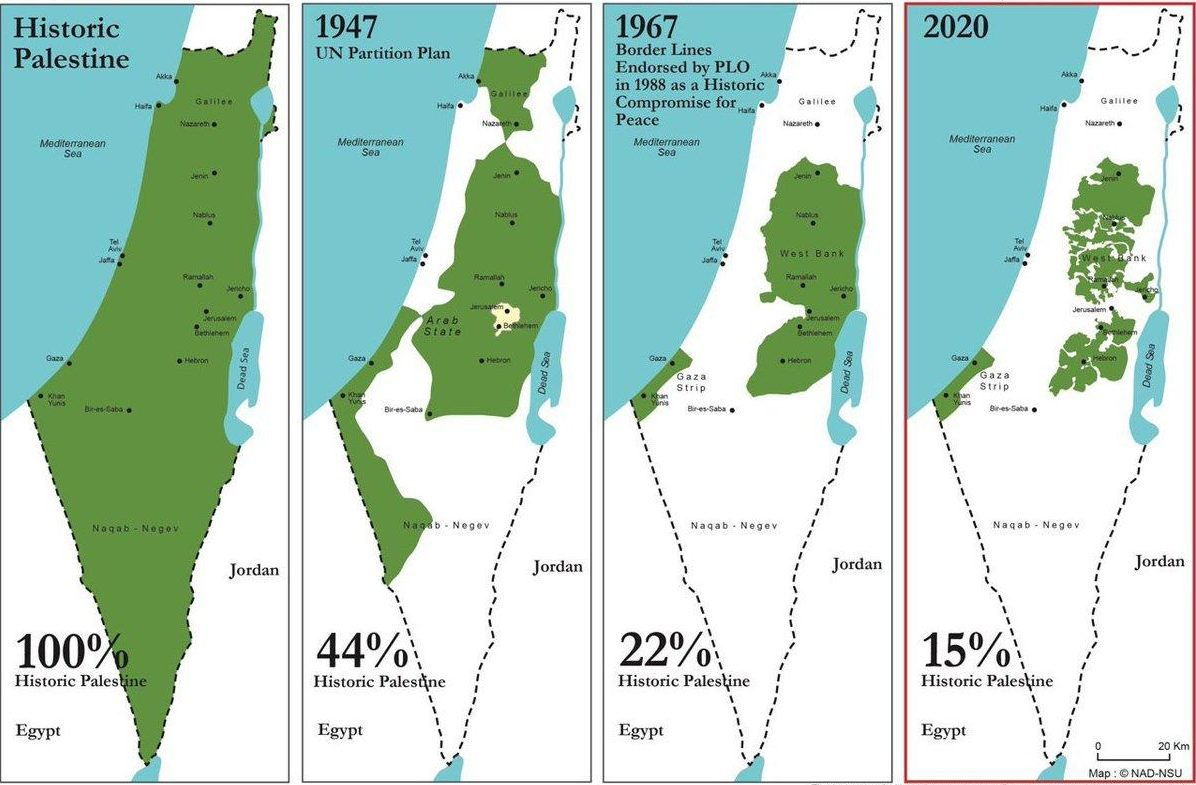 Historic
Palestine
Akka
Haifa
Galilee
Nazareth
Mediterranean
Sea
Jenin
Nablus
Tel
Aviv
Jaffa
Ramallah
Jericho
Jerusalem
Bethlehem
Gaza
Hebron
Dead Sea
Khan
Yunis
Bir-es-Saba
Naqab - Negev
Jordan
100%
Historic Palestine
Egypt
1947
UN Partition Plan
Akka
Galilee
Haifa
Nazareth
Mediterranean
Sea
Jenin
Nablus
Tel
Aviv
Jaffa
Ramallah
Jericho
Jerusalem
Arab
State
Bethlehem
Gaza
Hebron
Dead Sea
Khan
Yunis
Bir-es-Saba
Naqab - Negev
Jordan
44%
Historic Palestine
Egypt
1967
Border Lines
Endorsed by PLO
in 1988 as a Historic
Compromise for
Peace
Akka
Galilee
Haifa
Nazareth
Mediterranean
Sea
Jenin
Nablus
Tel
Aviv
Jaffa
West Bank
Ramallah
Jericho
Jerusalem
Bethlehem
Gaza
Hebron
Gaza
Strip
Dead Sea
Khan
Yunis
Bir-es-Saba
Naqab - Negev
Jordan
22%
Historic Palestine
Egypt
2020
Akka
Galilee
Haifa
Nazareth
Mediterranean
Sea
Jenin
Nablus
Tel
Aviv
Jaffa
West Bank
Ramallah
Jericho
Jerusalem
Bethlehem
Gaza
Hebron
Gaza
Strip
Dead Sea
Khan
Yunis
Bir-es-Saba
Naqab - Negev
Jordan
15%
Historic Palestine
Egypt
0 20 Km
Map : © NAD-NSU